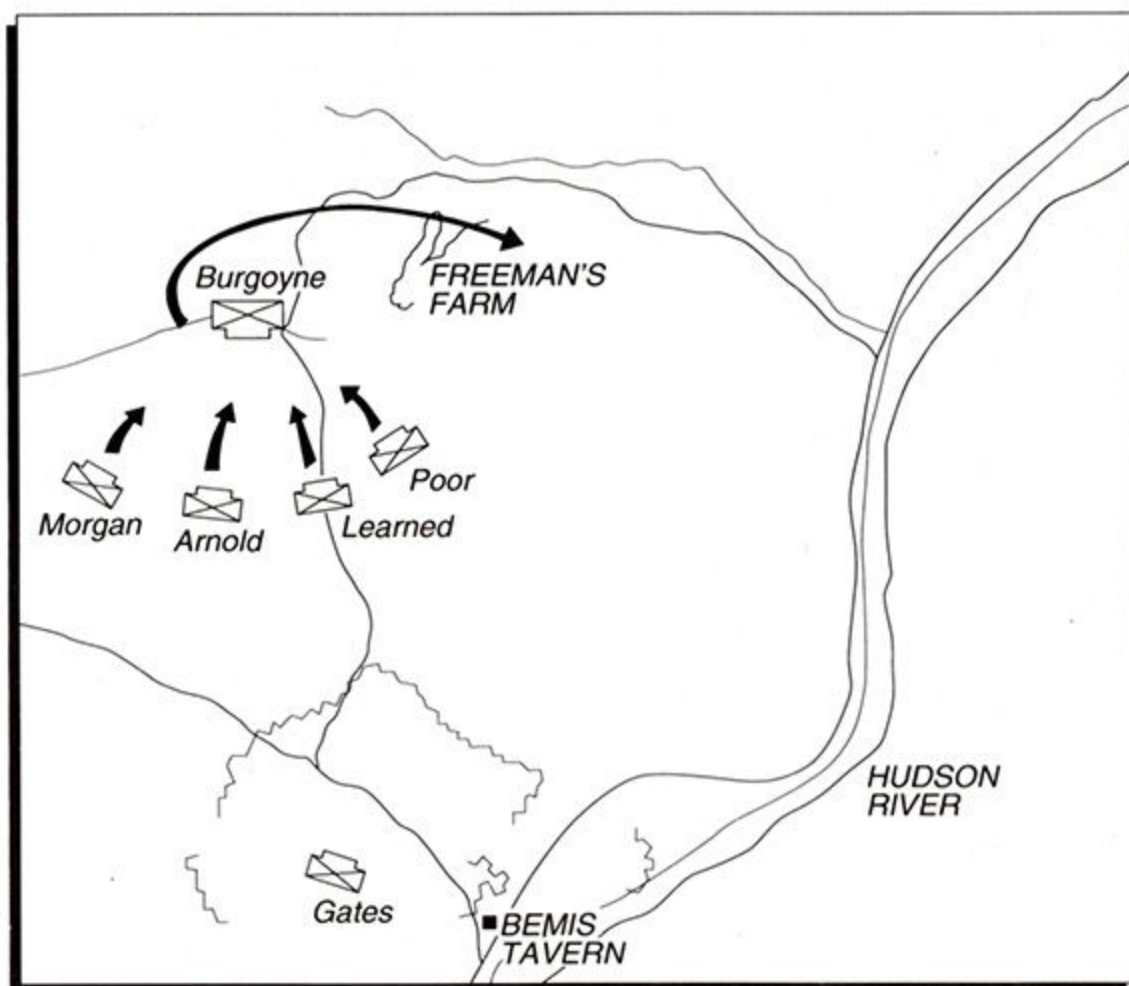 Burgoyne
FREEMAN'S
FARM
Poor
Morgan
Arnold
Learned
HUDSON
RIVER
Gates
BEMIS
TAVERN